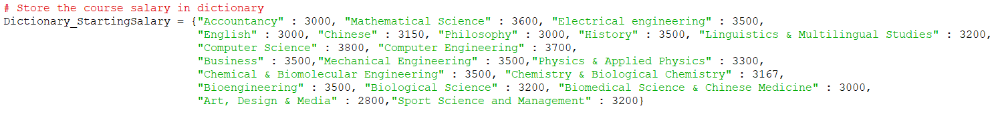 # Store the course salary in dictionary
Dictionary_StartingSalary = {"Accountancy" : 3000, "Mathematical Science" : 3600, "Electrical engineering" : 3500,
"English" : 3000, "Chinese" : 3150, "Philosophy" : 3000, "History" : 3500, "Linguistics & Multilingual Studies" : 3200,
"Computer Science" : 3800, "Computer Engineering" : 3700,
"Business" : 3500,"Mechanical Engineering" : 3500,"Physics & Applied Physics" : 3300,
"Chemical & Biomolecular Engineering" : 3500, "Chemistry & Biological Chemistry" : 3167,
"Bioengineering" : 3500, "Biological Science" : 3200, "Biomedical Science & Chinese Medicine" : 3000,
"Art, Design & Media" : 2800,"Sport Science and Management" : 3200}